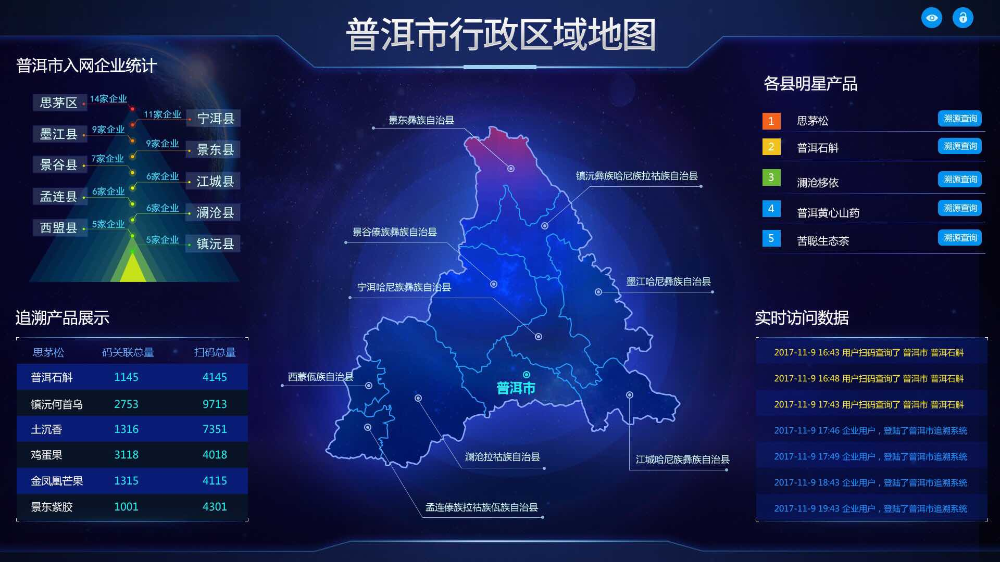 普洱市行政区域地图
普洱市入网企业统计
思茅区 14家企业
11家企业 宁洱县
墨江县 9家企业
9家企业 景东县
景谷县 7家企业
6家企业 江城县
孟连县 6家企业
6家企业 澜沧县
西盟县 5家企业
5家企业 镇沅县
追溯产品展示
思茅松 码关联总量 扫码总量
普洱石斛 1145 4145
镇沅何首乌 2753 9713
土沉香 1316 7351
鸡蛋果 3118 4018
金凤凰芒果 1315 4115
景东紫胶 1001 4301
景东彝族自治县
镇沅彝族哈尼族拉祜族自治县
景谷傣族彝族自治县
墨江哈尼彝族自治县
宁洱哈尼族彝族自治县
西蒙佤族自治县
普洱市
澜沧拉祜族自治县
江城哈尼族彝族自治县
孟连傣族拉祜族佤族自治县
各县明星产品
1 思茅松 溯源查询
2 普洱石斛 溯源查询
3 澜沧栘依 溯源查询
4 普洱黄心山药 溯源查询
5 苦聪生态茶 溯源查询
实时访问数据
2017-11-9 16:43 用户扫码查询了 普洱市 普洱石斛
2017-11-9 16:48 用户扫码查询了 普洱市 普洱石斛
2017-11-9 17:43 用户扫码查询了 普洱市 普洱石斛
2017-11-9 17:46 企业用户，登陆了普洱市追溯系统
2017-11-9 17:49 企业用户，登陆了普洱市追溯系统
2017-11-9 18:43 企业用户，登陆了普洱市追溯系统
2017-11-9 19:43 企业用户，登陆了普洱市追溯系统